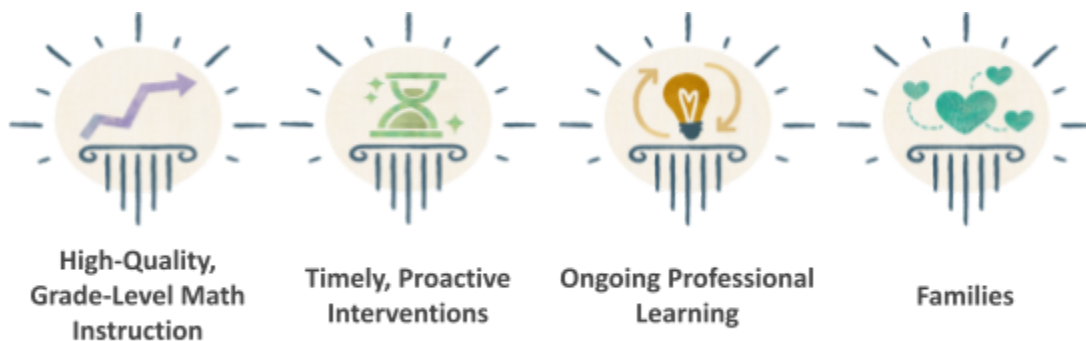 High-Quality,
Grade-Level Math
Instruction
Timely, Proactive
Interventions
Ongoing Professional
Learning
Families